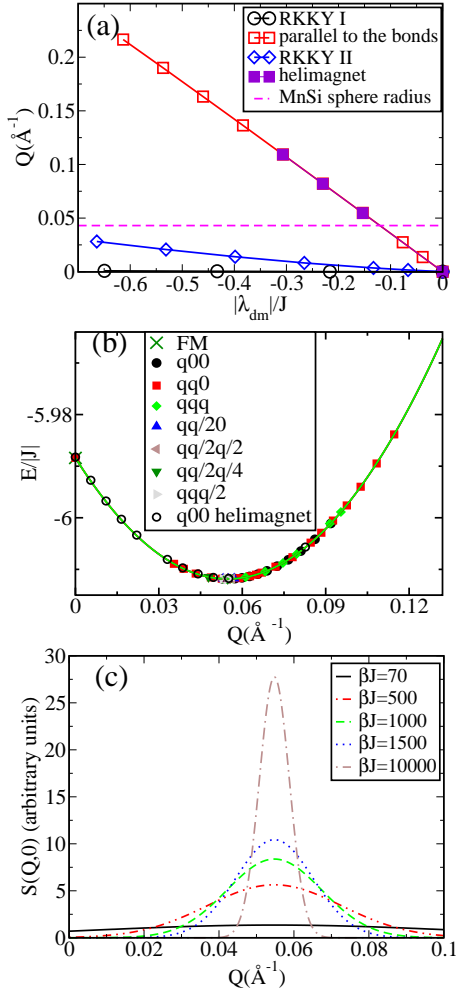 (a)
RKKY I
parallel to the bonds
RKKY II
helimagnet
MnSi sphere radius
Q(Å⁻¹)
0.2
0.15
0.1
0.05
0
-0.6 -0.5 -0.4 -0.3 -0.2 -0.1 0
|λdm|/J
(b)
FM
q00
qq0
qqq
qq/20
qq/2q/2
qq/2q/4
qqq/2
q00 helimagnet
E/|J|
-5.98
-6
0 0.03 0.06 0.09 0.12
Q(Å⁻¹)
(c)
βJ=70
βJ=500
βJ=1000
βJ=1500
βJ=10000
S(Q,0) (arbitrary units)
30
25
20
15
10
5
0
0 0.02 0.04 0.06 0.08 0.1
Q(Å⁻¹)